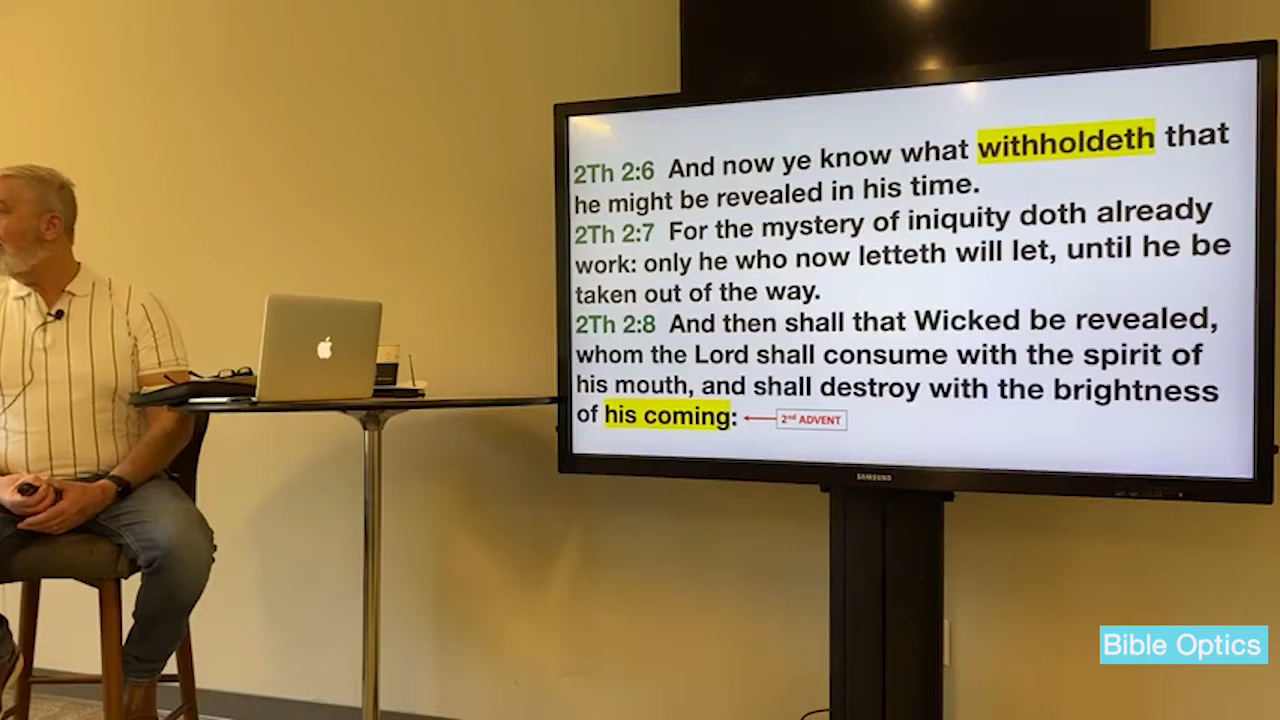 2Th 2:6 And now ye know what withholdeth that
he might be revealed in his time.
2Th 2:7 For the mystery of iniquity doth already
work: only he who now letteth will let, until he be
taken out of the way.
2Th 2:8 And then shall that Wicked be revealed,
whom the Lord shall consume with the spirit of
his mouth, and shall destroy with the brightness
of his coming: 2nd ADVENT
SAMSUNG
Bible Optics